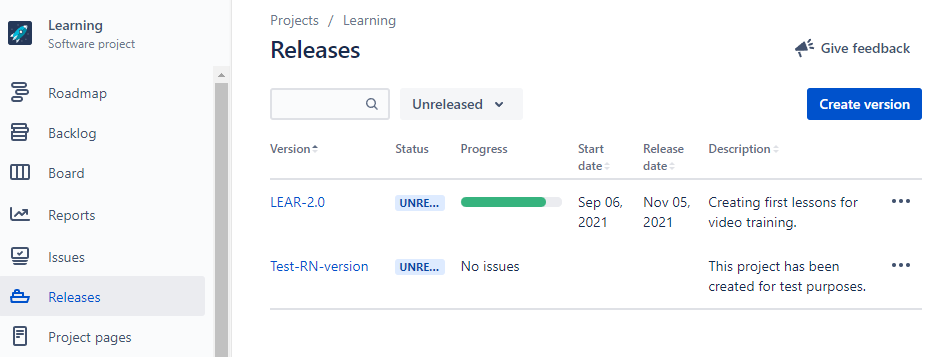 Learning
Software project
Roadmap
Backlog
Board
Reports
Issues
Releases
Project pages
Projects / Learning
Releases
Give feedback
Unreleased
Create version
Version Status Progress Start date Release date Description
LEAR-2.0 UNRE... Sep 06, 2021 Nov 05, 2021 Creating first lessons for
video training.
Test-RN-version UNRE... No issues This project has been
created for test purposes.